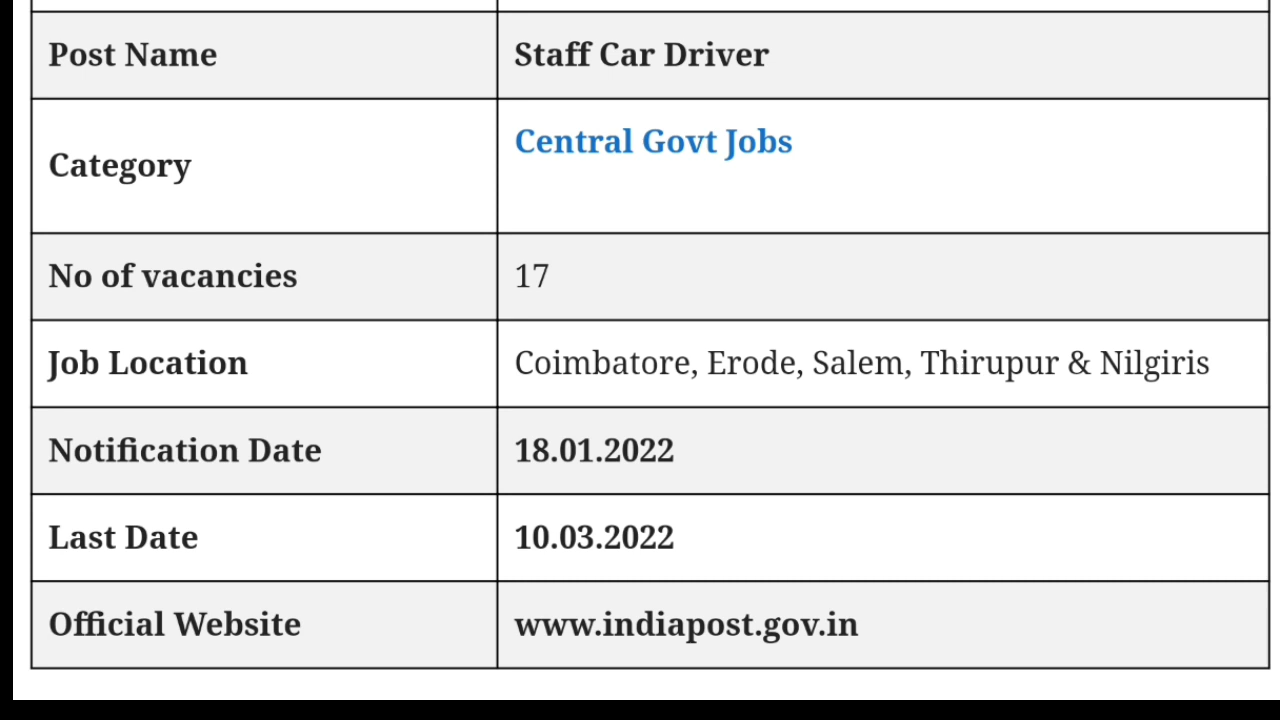 Post Name Staff Car Driver
Category Central Govt Jobs
No of vacancies 17
Job Location Coimbatore, Erode, Salem, Thirupur & Nilgiris
Notification Date 18.01.2022
Last Date 10.03.2022
Official Website www.indiapost.gov.in